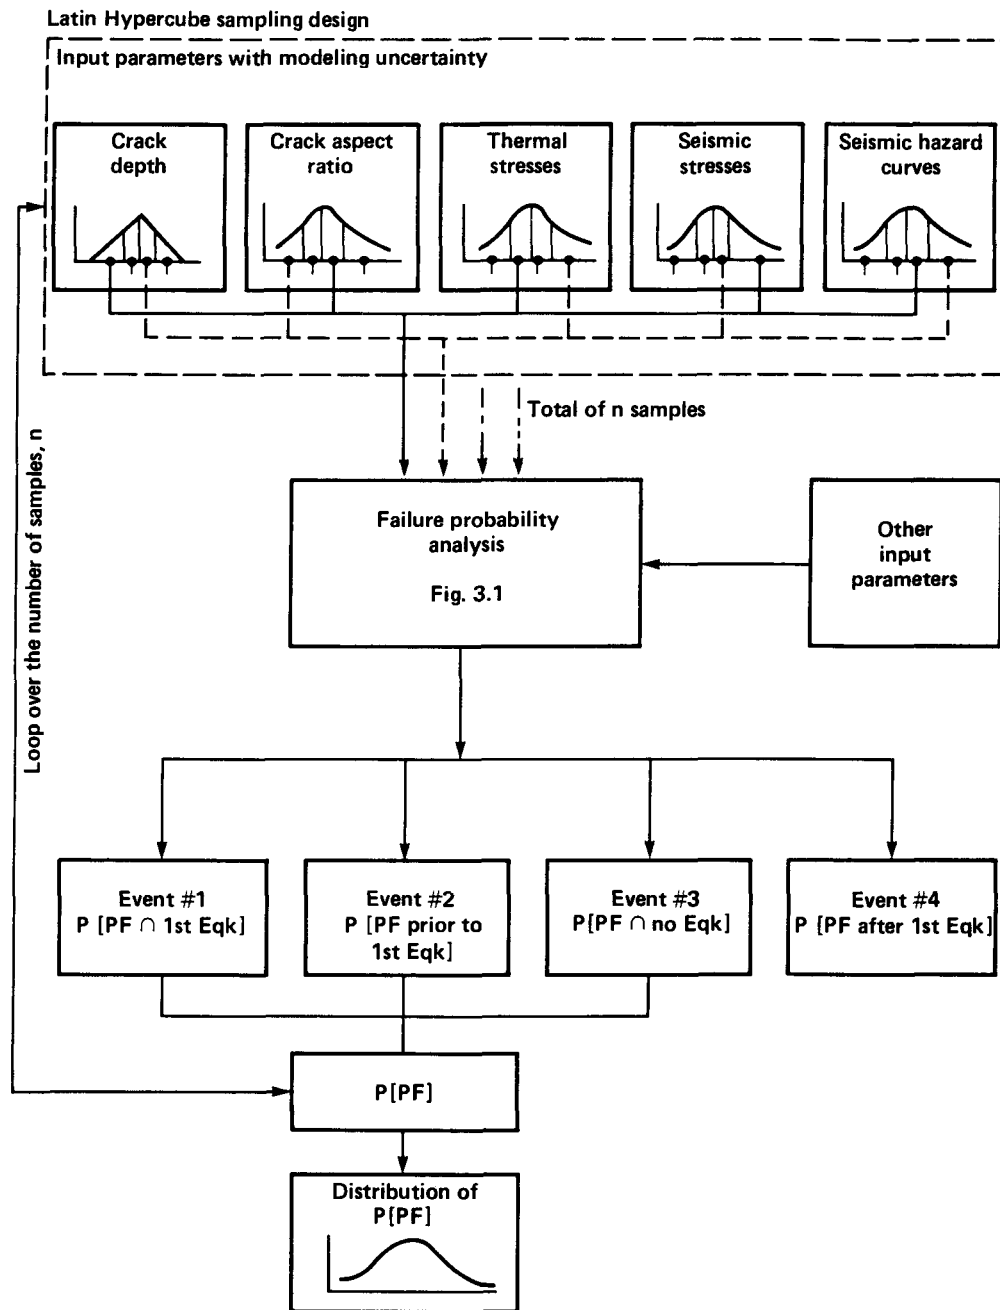 Latin Hypercube sampling design
Input parameters with modeling uncertainty
Crack
depth
Crack aspect
ratio
Thermal
stresses
Seismic
stresses
Seismic hazard
curves
Total of n samples
Loop over the number of samples, n
Failure probability
analysis
Fig. 3.1
Other
input
parameters
Event #1
P [PF ∩ 1st Eqk]
Event #2
P [PF prior to
1st Eqk]
Event #3
P[PF ∩ no Eqk]
Event #4
P [PF after 1st Eqk]
P[PF]
Distribution of
P[PF]